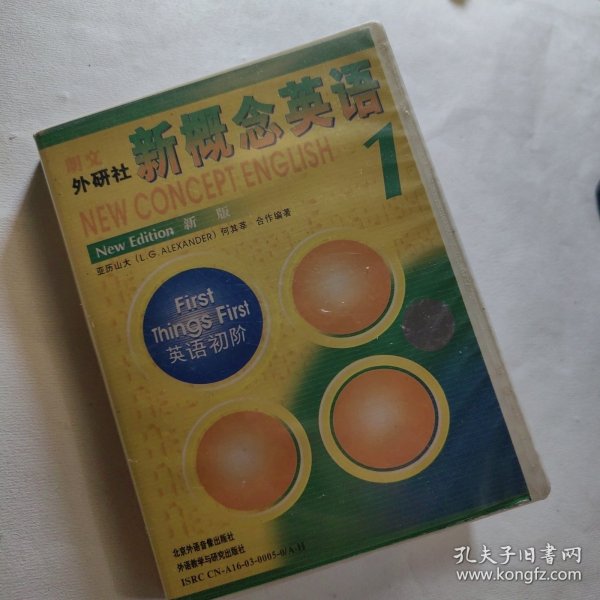 朗文
外研社
新概念英语
NEW CONCEPT ENGLISH
1
New Edition 新版
亚历山大 (L.G. ALEXANDER) 何其莘 合作编著
First
Things First
英语初阶
北京外语音像出版社
外语教学与研究出版社
ISRC CN-A16-03-0005-0/A·H
孔夫子旧书网
www.kongfz.com